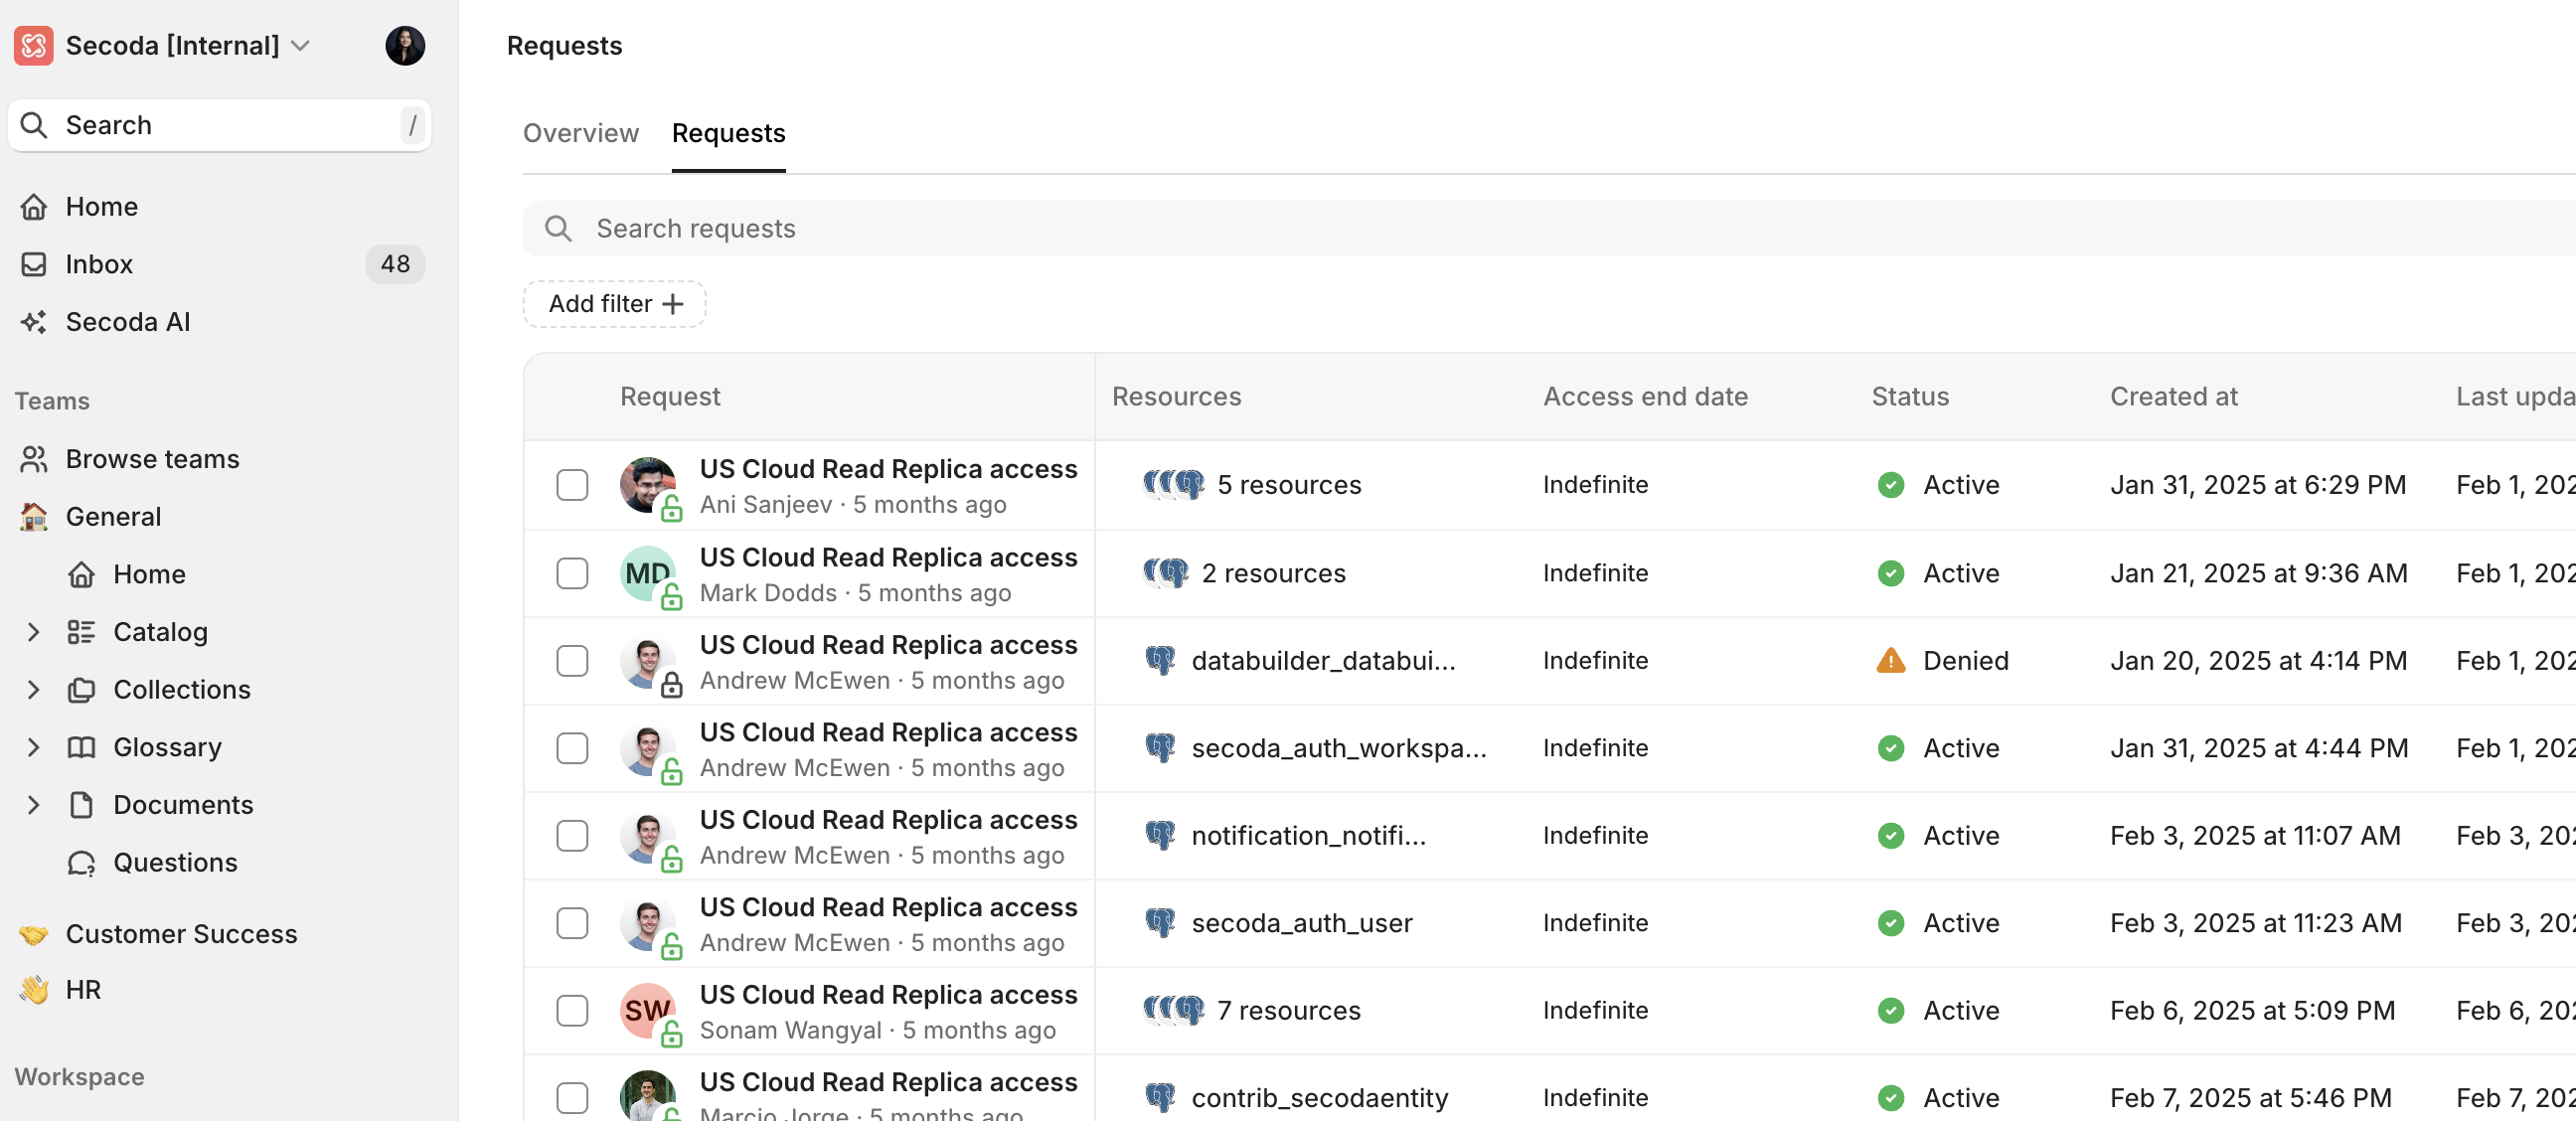 Secoda [Internal]
Search
/
Home
Inbox
48
Secoda AI
Teams
Browse teams
General
Home
Catalog
Collections
Glossary
Documents
Questions
Customer Success
HR
Workspace
Requests
Overview Requests
Search requests
Add filter
Request Resources Access end date Status Created at Last upda
US Cloud Read Replica access
Ani Sanjeev · 5 months ago
5 resources Indefinite Active Jan 31, 2025 at 6:29 PM Feb 1, 202
MD
US Cloud Read Replica access
Mark Dodds · 5 months ago
2 resources Indefinite Active Jan 21, 2025 at 9:36 AM Feb 1, 202
US Cloud Read Replica access
Andrew McEwen · 5 months ago
databuilder_databui... Indefinite Denied Jan 20, 2025 at 4:14 PM Feb 1, 202
US Cloud Read Replica access
Andrew McEwen · 5 months ago
secoda_auth_workspa... Indefinite Active Jan 31, 2025 at 4:44 PM Feb 1, 202
US Cloud Read Replica access
Andrew McEwen · 5 months ago
notification_notifi... Indefinite Active Feb 3, 2025 at 11:07 AM Feb 3, 202
US Cloud Read Replica access
Andrew McEwen · 5 months ago
secoda_auth_user Indefinite Active Feb 3, 2025 at 11:23 AM Feb 3, 202
SW
US Cloud Read Replica access
Sonam Wangyal · 5 months ago
7 resources Indefinite Active Feb 6, 2025 at 5:09 PM Feb 6, 202
US Cloud Read Replica access
Marcio Jorge · 5 months ago
contrib_secodaentity Indefinite Active Feb 7, 2025 at 5:46 PM Feb 7, 202